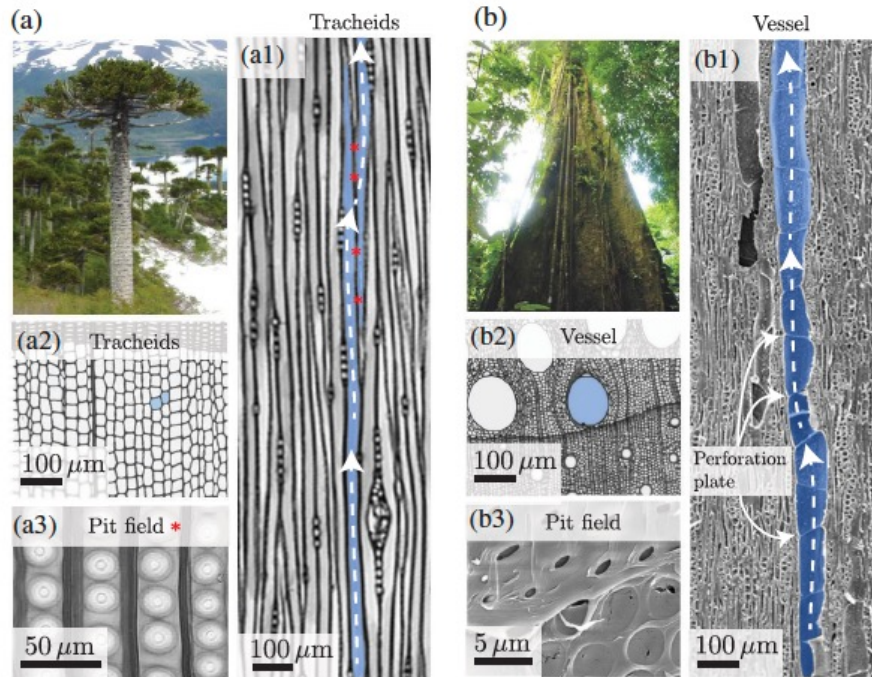 (a)
Tracheids
(a1)
(a2)
Tracheids
100 μm
(a3)
Pit field *
50 μm
100 μm
(b)
Vessel
(b1)
(b2)
Vessel
100 μm
Perforation
plate
(b3)
Pit field
5 μm
100 μm